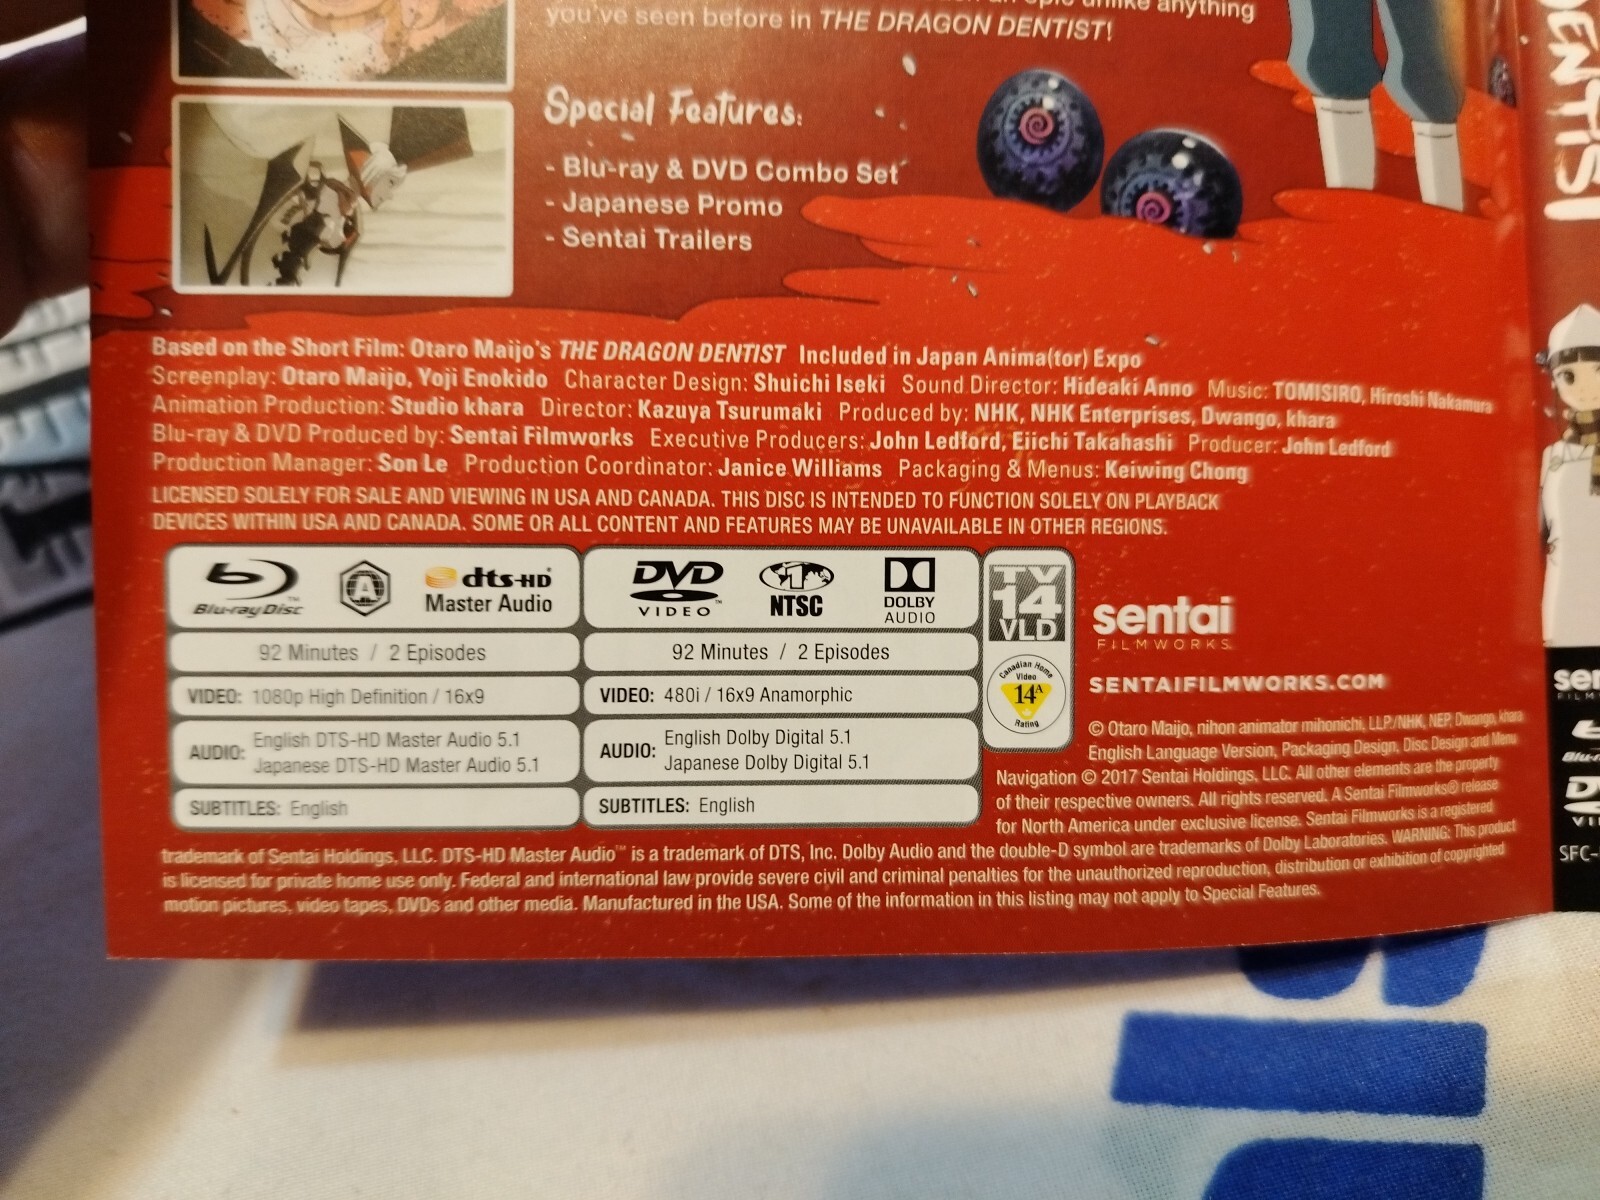 unlike anything
you've seen before in THE DRAGON DENTIST!
Special Features:
- Blu-ray & DVD Combo Set
- Japanese Promo
- Sentai Trailers
Based on the Short Film: Otaro Maijo's THE DRAGON DENTIST Included in Japan Anima(tor) Expo
Screenplay: Otaro Maijo, Yoji Enokido Character Design: Shuichi Iseki Sound Director: Hideaki Anno Music: TOMISIRO, Hiroshi Nakamura
Animation Production: Studio khara Director: Kazuya Tsurumaki Produced by: NHK, NHK Enterprises, Dwango, khara
Blu-ray & DVD Produced by: Sentai Filmworks Executive Producers: John Ledford, Eiichi Takahashi Producer: John Ledford
Production Manager: Son Le Production Coordinator: Janice Williams Packaging & Menus: Keiwing Chong
LICENSED SOLELY FOR SALE AND VIEWING IN USA AND CANADA. THIS DISC IS INTENDED TO FUNCTION SOLELY ON PLAYBACK
DEVICES WITHIN USA AND CANADA. SOME OR ALL CONTENT AND FEATURES MAY BE UNAVAILABLE IN OTHER REGIONS.
Blu-ray Disc™
A
dts-HD®
Master Audio
92 Minutes / 2 Episodes
VIDEO: 1080p High Definition / 16x9
AUDIO: English DTS-HD Master Audio 5.1
Japanese DTS-HD Master Audio 5.1
SUBTITLES: English
DVD
VIDEO™
1
NTSC
DOLBY
AUDIO
92 Minutes / 2 Episodes
VIDEO: 480i / 16x9 Anamorphic
AUDIO: English Dolby Digital 5.1
Japanese Dolby Digital 5.1
SUBTITLES: English
TV
14
VLD
Canadian Home
Video
14A
Rating
sentai
FILMWORKS
SENTAIFILMWORKS.COM
© Otaro Maijo, nihon animator mihonichi, LLP/NHK, NEP, Dwango, khara
English Language Version, Packaging Design, Disc Design and Menu
Navigation © 2017 Sentai Holdings, LLC. All other elements are the property
of their respective owners. All rights reserved. A Sentai Filmworks® release
for North America under exclusive license. Sentai Filmworks is a registered
trademark of Sentai Holdings, LLC. DTS-HD Master Audio™ is a trademark of DTS, Inc. Dolby Audio and the double-D symbol are trademarks of Dolby Laboratories. WARNING: This product
is licensed for private home use only. Federal and international law provide severe civil and criminal penalties for the unauthorized reproduction, distribution or exhibition of copyrighted
motion pictures, video tapes, DVDs and other media. Manufactured in the USA. Some of the information in this listing may not apply to Special Features.
DENTIST
SFC-